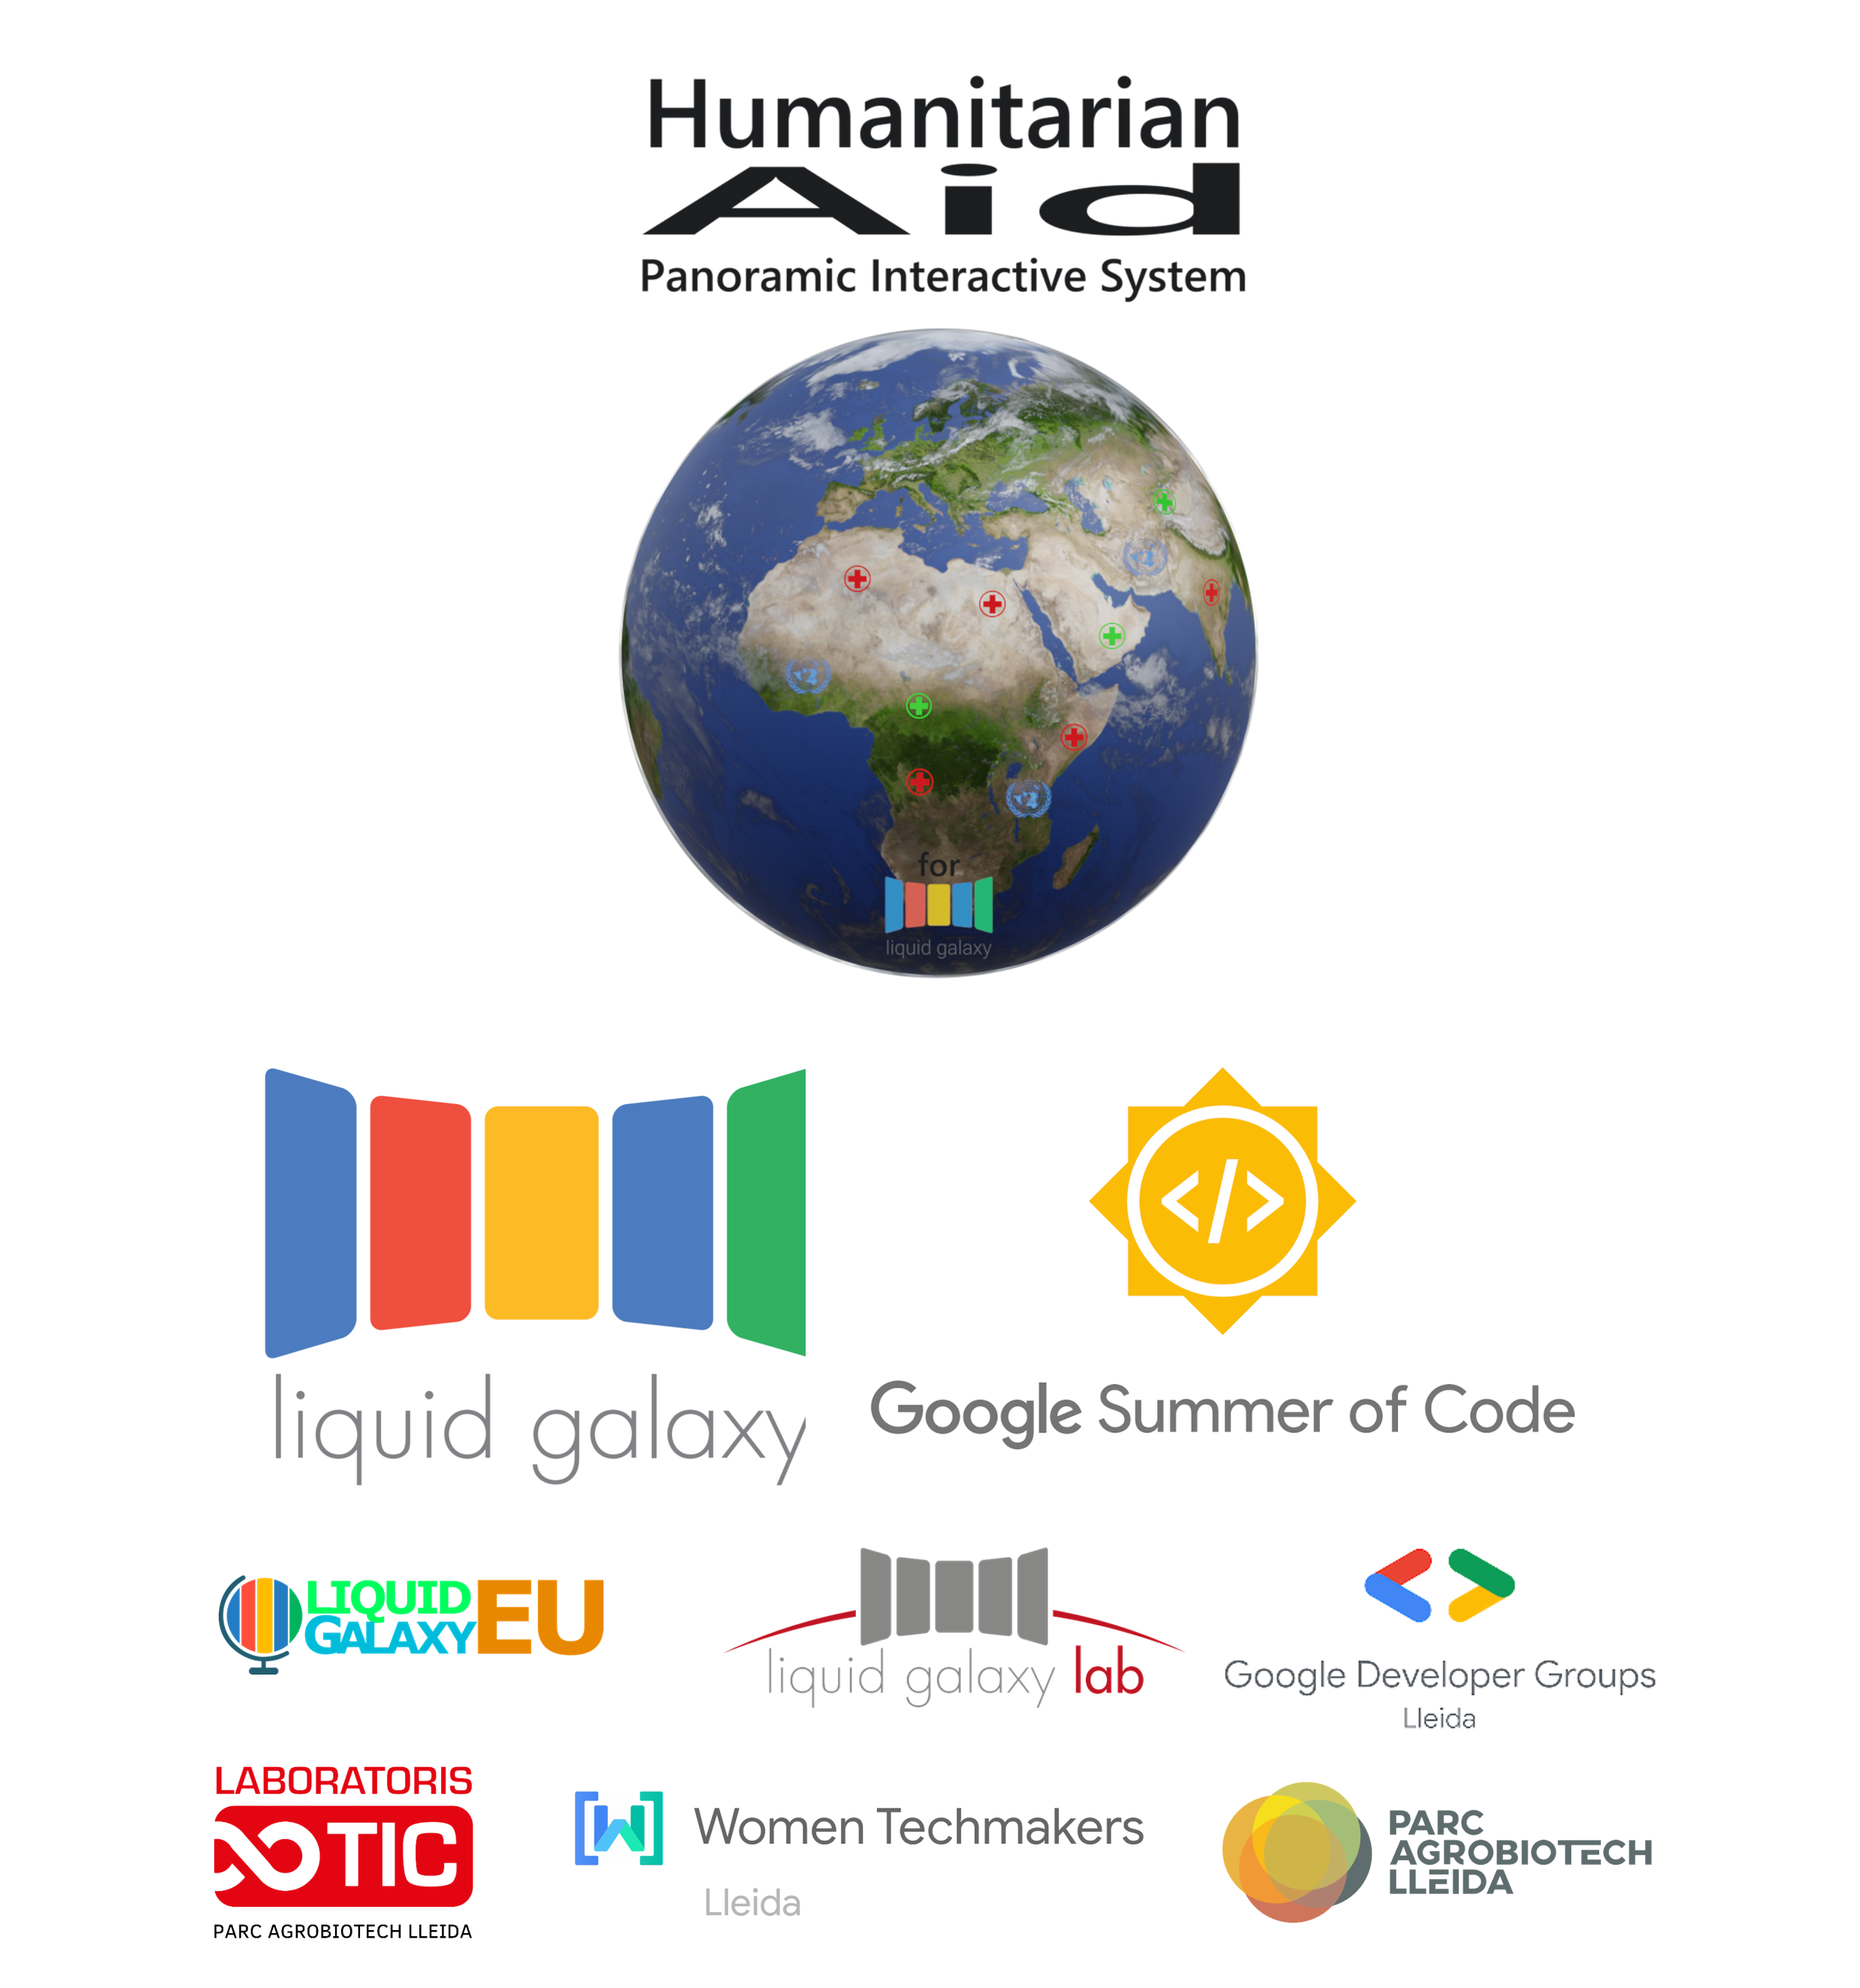 Humanitarian
Aid
Panoramic Interactive System
for
liquid galaxy
liquid galaxy
Google Summer of Code
LIQUID
GALAXY
EU
liquid galaxy lab
Google Developer Groups
Lleida
LABORATORIS
TIC
PARC AGROBIOTECH LLEIDA
Women Techmakers
Lleida
PARC
AGROBIOTECH
LLEIDA